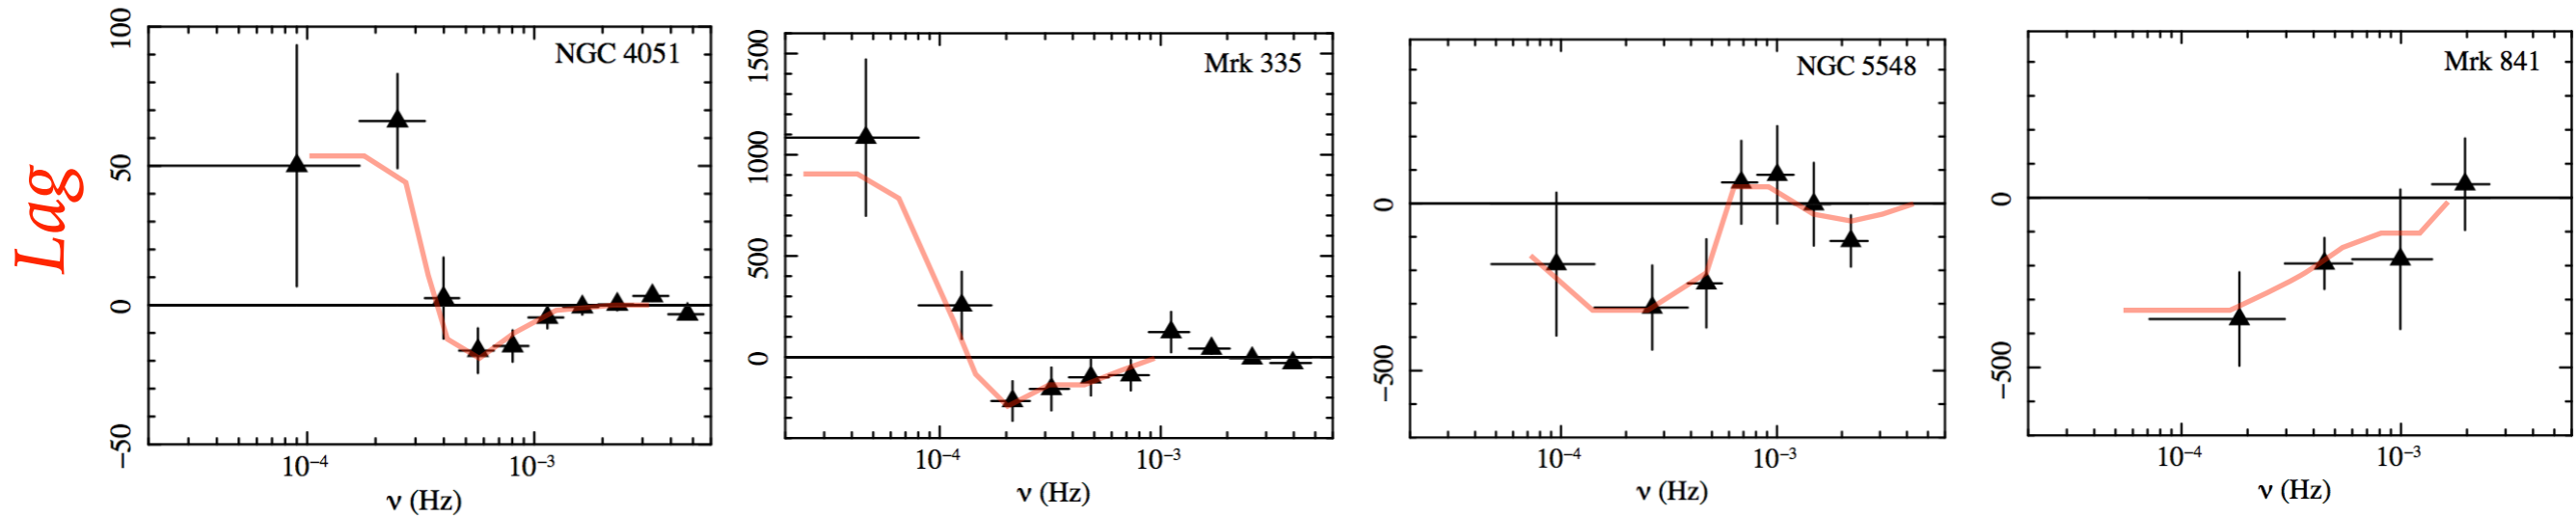 Lag
NGC 4051
100
50
0
−50
10⁻⁴
10⁻³
ν (Hz)
Mrk 335
1500
1000
500
0
10⁻⁴
10⁻³
ν (Hz)
NGC 5548
0
−500
10⁻⁴
10⁻³
ν (Hz)
Mrk 841
0
−500
10⁻⁴
10⁻³
ν (Hz)